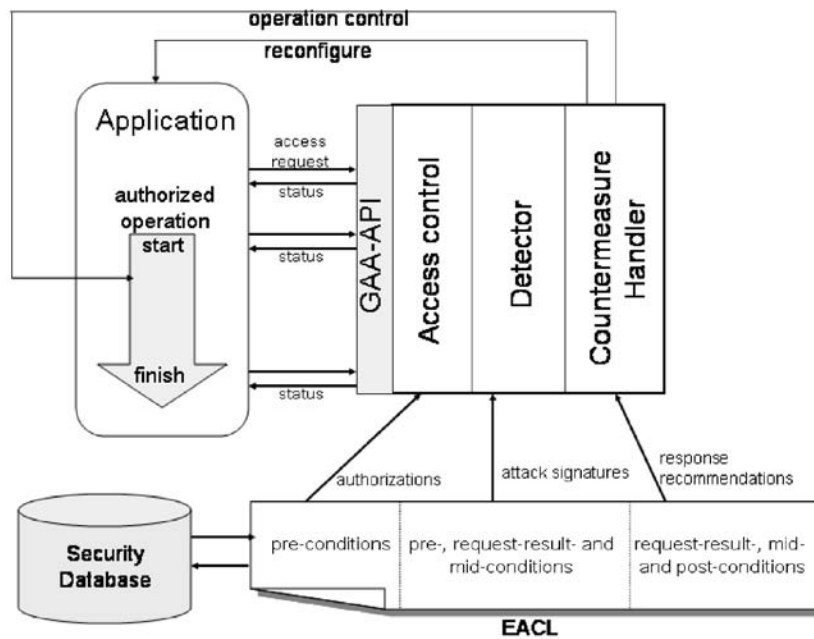 operation control
reconfigure
Application
access
request
status
authorized
operation
start
status
finish
status
GAA-API
Access control
Detector
Countermeasure
Handler
authorizations
attack signatures
response
recommendations
Security
Database
pre-conditions
pre-, request-result- and
mid-conditions
request-result-, mid-
and post-conditions
EACL